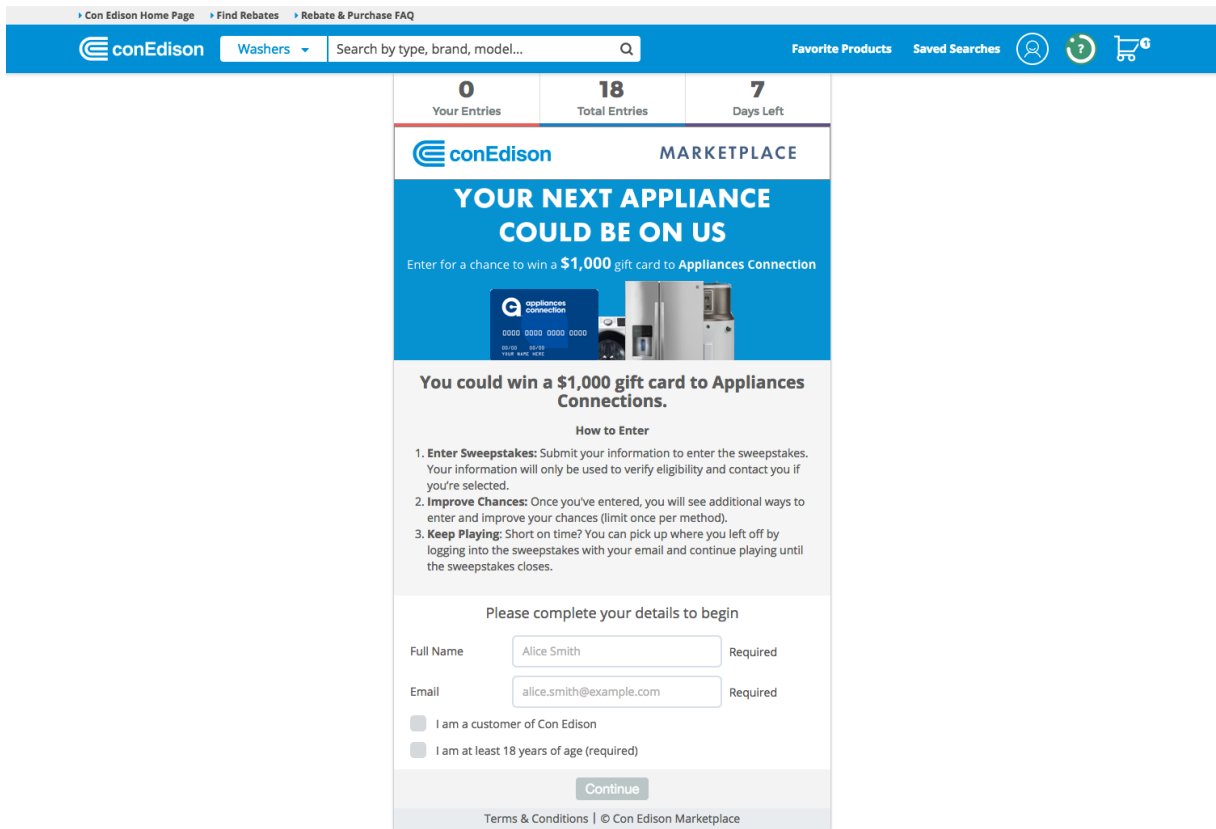 Con Edison Home Page Find Rebates Rebate & Purchase FAQ
conEdison Washers Search by type, brand, model... Favorite Products Saved Searches ? 1
0 18 7
Your Entries Total Entries Days Left
conEdison MARKETPLACE
YOUR NEXT APPLIANCE
COULD BE ON US
Enter for a chance to win a $1,000 gift card to Appliances Connection
appliances
connection
0000 0000 0000 0000
00/00 00/00
YOUR NAME HERE
You could win a $1,000 gift card to Appliances
Connections.
How to Enter
1. Enter Sweepstakes: Submit your information to enter the sweepstakes.
Your information will only be used to verify eligibility and contact you if
you're selected.
2. Improve Chances: Once you've entered, you will see additional ways to
enter and improve your chances (limit once per method).
3. Keep Playing: Short on time? You can pick up where you left off by
logging into the sweepstakes with your email and continue playing until
the sweepstakes closes.
Please complete your details to begin
Full Name Alice Smith Required
Email alice.smith@example.com Required
I am a customer of Con Edison
I am at least 18 years of age (required)
Continue
Terms & Conditions | © Con Edison Marketplace